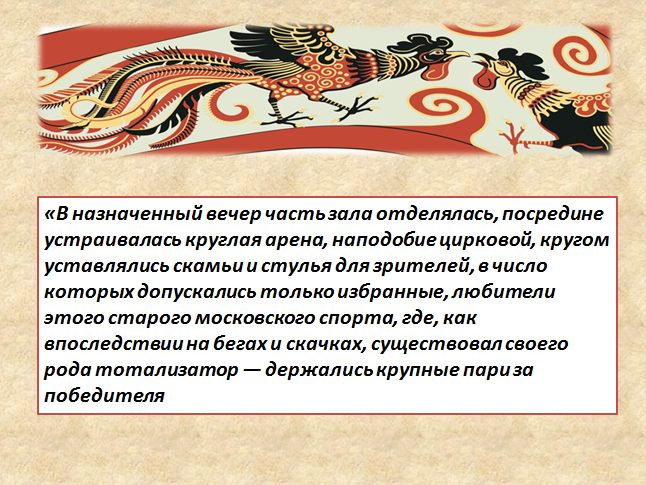 «В назначенный вечер часть зала отделялась, посредине
устраивалась круглая арена, наподобие цирковой, кругом
уставлялись скамьи и стулья для зрителей, в число
которых допускались только избранные, любители
этого старого московского спорта, где, как
впоследствии на бегах и скачках, существовал своего
рода тотализатор — держались крупные пари за
победителя